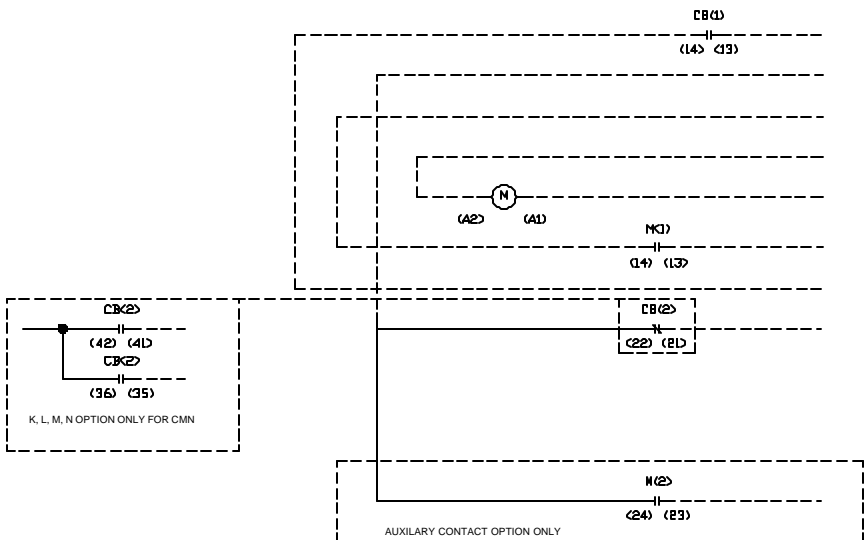 CB(1)
(14) (13)
M
(A2) (A1)
M(1)
(14) (13)
CB(2)
CB(2)
(42) (41)
(22) (21)
CB(2)
(36) (35)
K, L, M, N OPTION ONLY FOR CMN
M(2)
(24) (23)
AUXILARY CONTACT OPTION ONLY